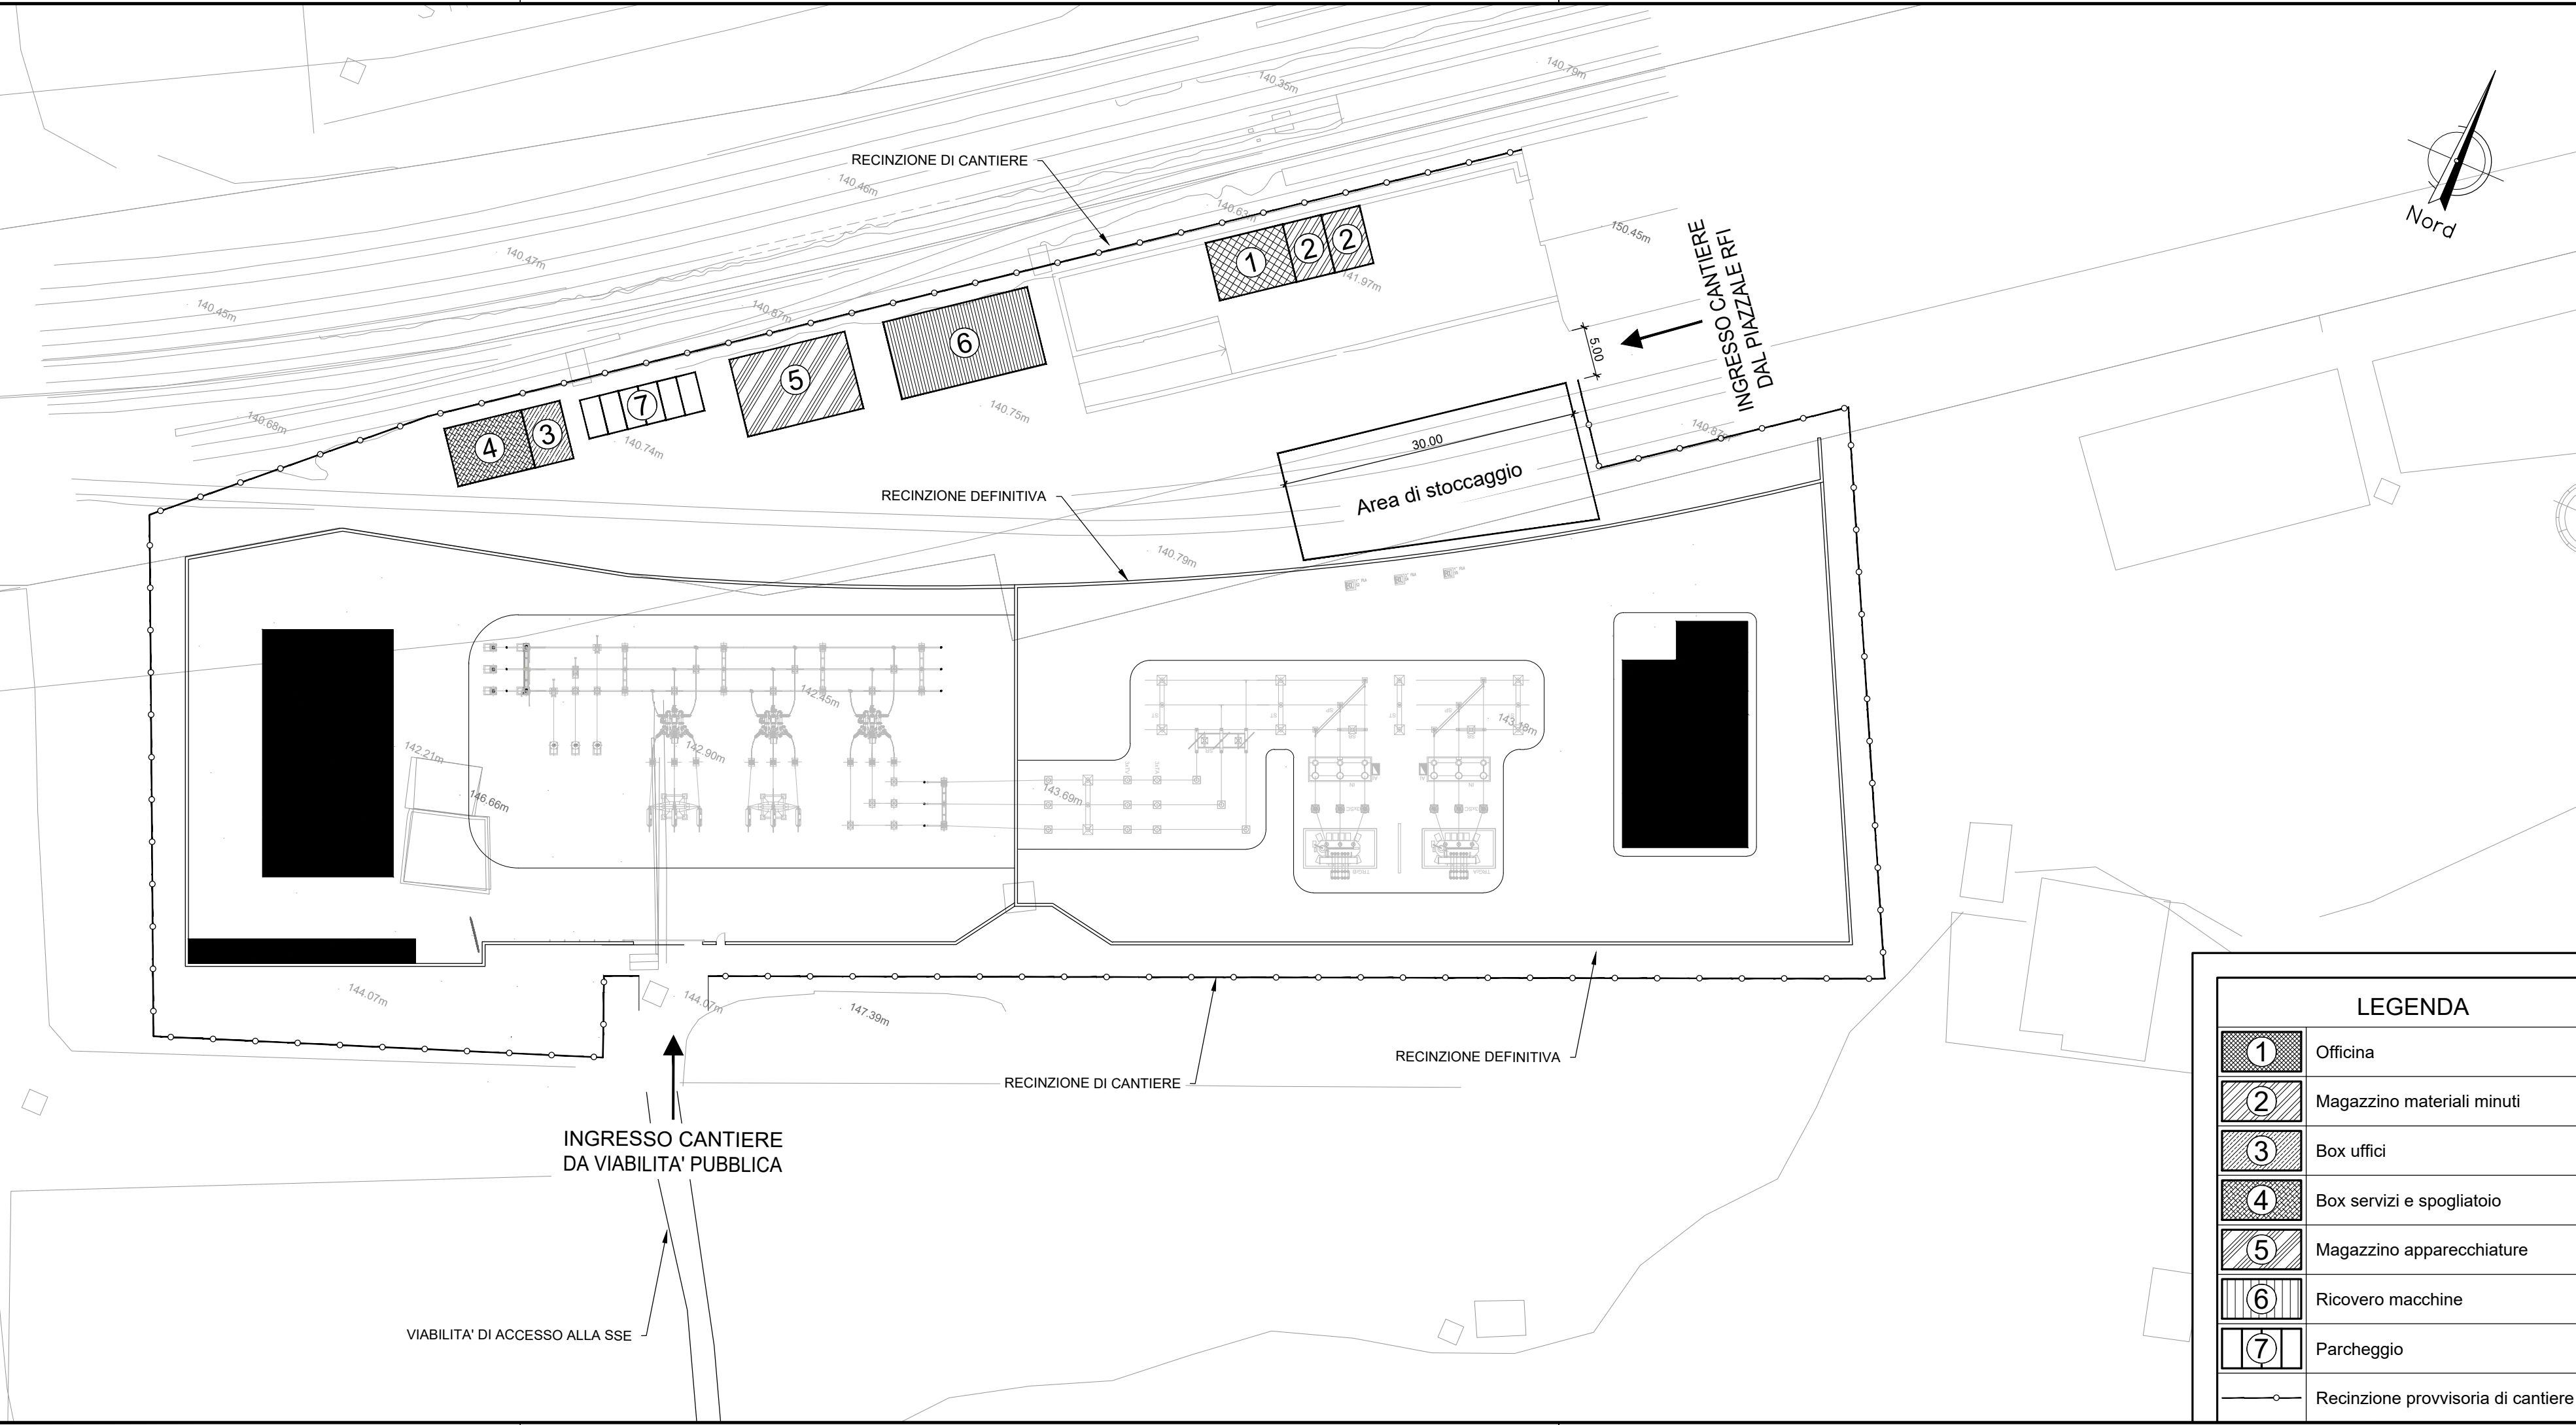 140.79m
140.35m
RECINZIONE DI CANTIERE
140.46m
140.63m
150.45m
Nord
INGRESSO CANTIERE
DAL PIAZZALE RFI
1
2
2
141.97m
140.47m
140.45m
140.87m
6
5.00
5
7
140.75m
140.68m
4
3
140.74m
140.87m
30.00
Area di stoccaggio
RECINZIONE DEFINITIVA
140.79m
142.45m
142.90m
143.18m
142.21m
146.66m
143.69m
144.07m
144.07m
147.39m
RECINZIONE DEFINITIVA
RECINZIONE DI CANTIERE
INGRESSO CANTIERE
DA VIABILITA' PUBBLICA
VIABILITA' DI ACCESSO ALLA SSE
LEGENDA
1 Officina
2 Magazzino materiali minuti
3 Box uffici
4 Box servizi e spogliatoio
5 Magazzino apparecchiature
6 Ricovero macchine
7 Parcheggio
Recinzione provvisoria di cantiere